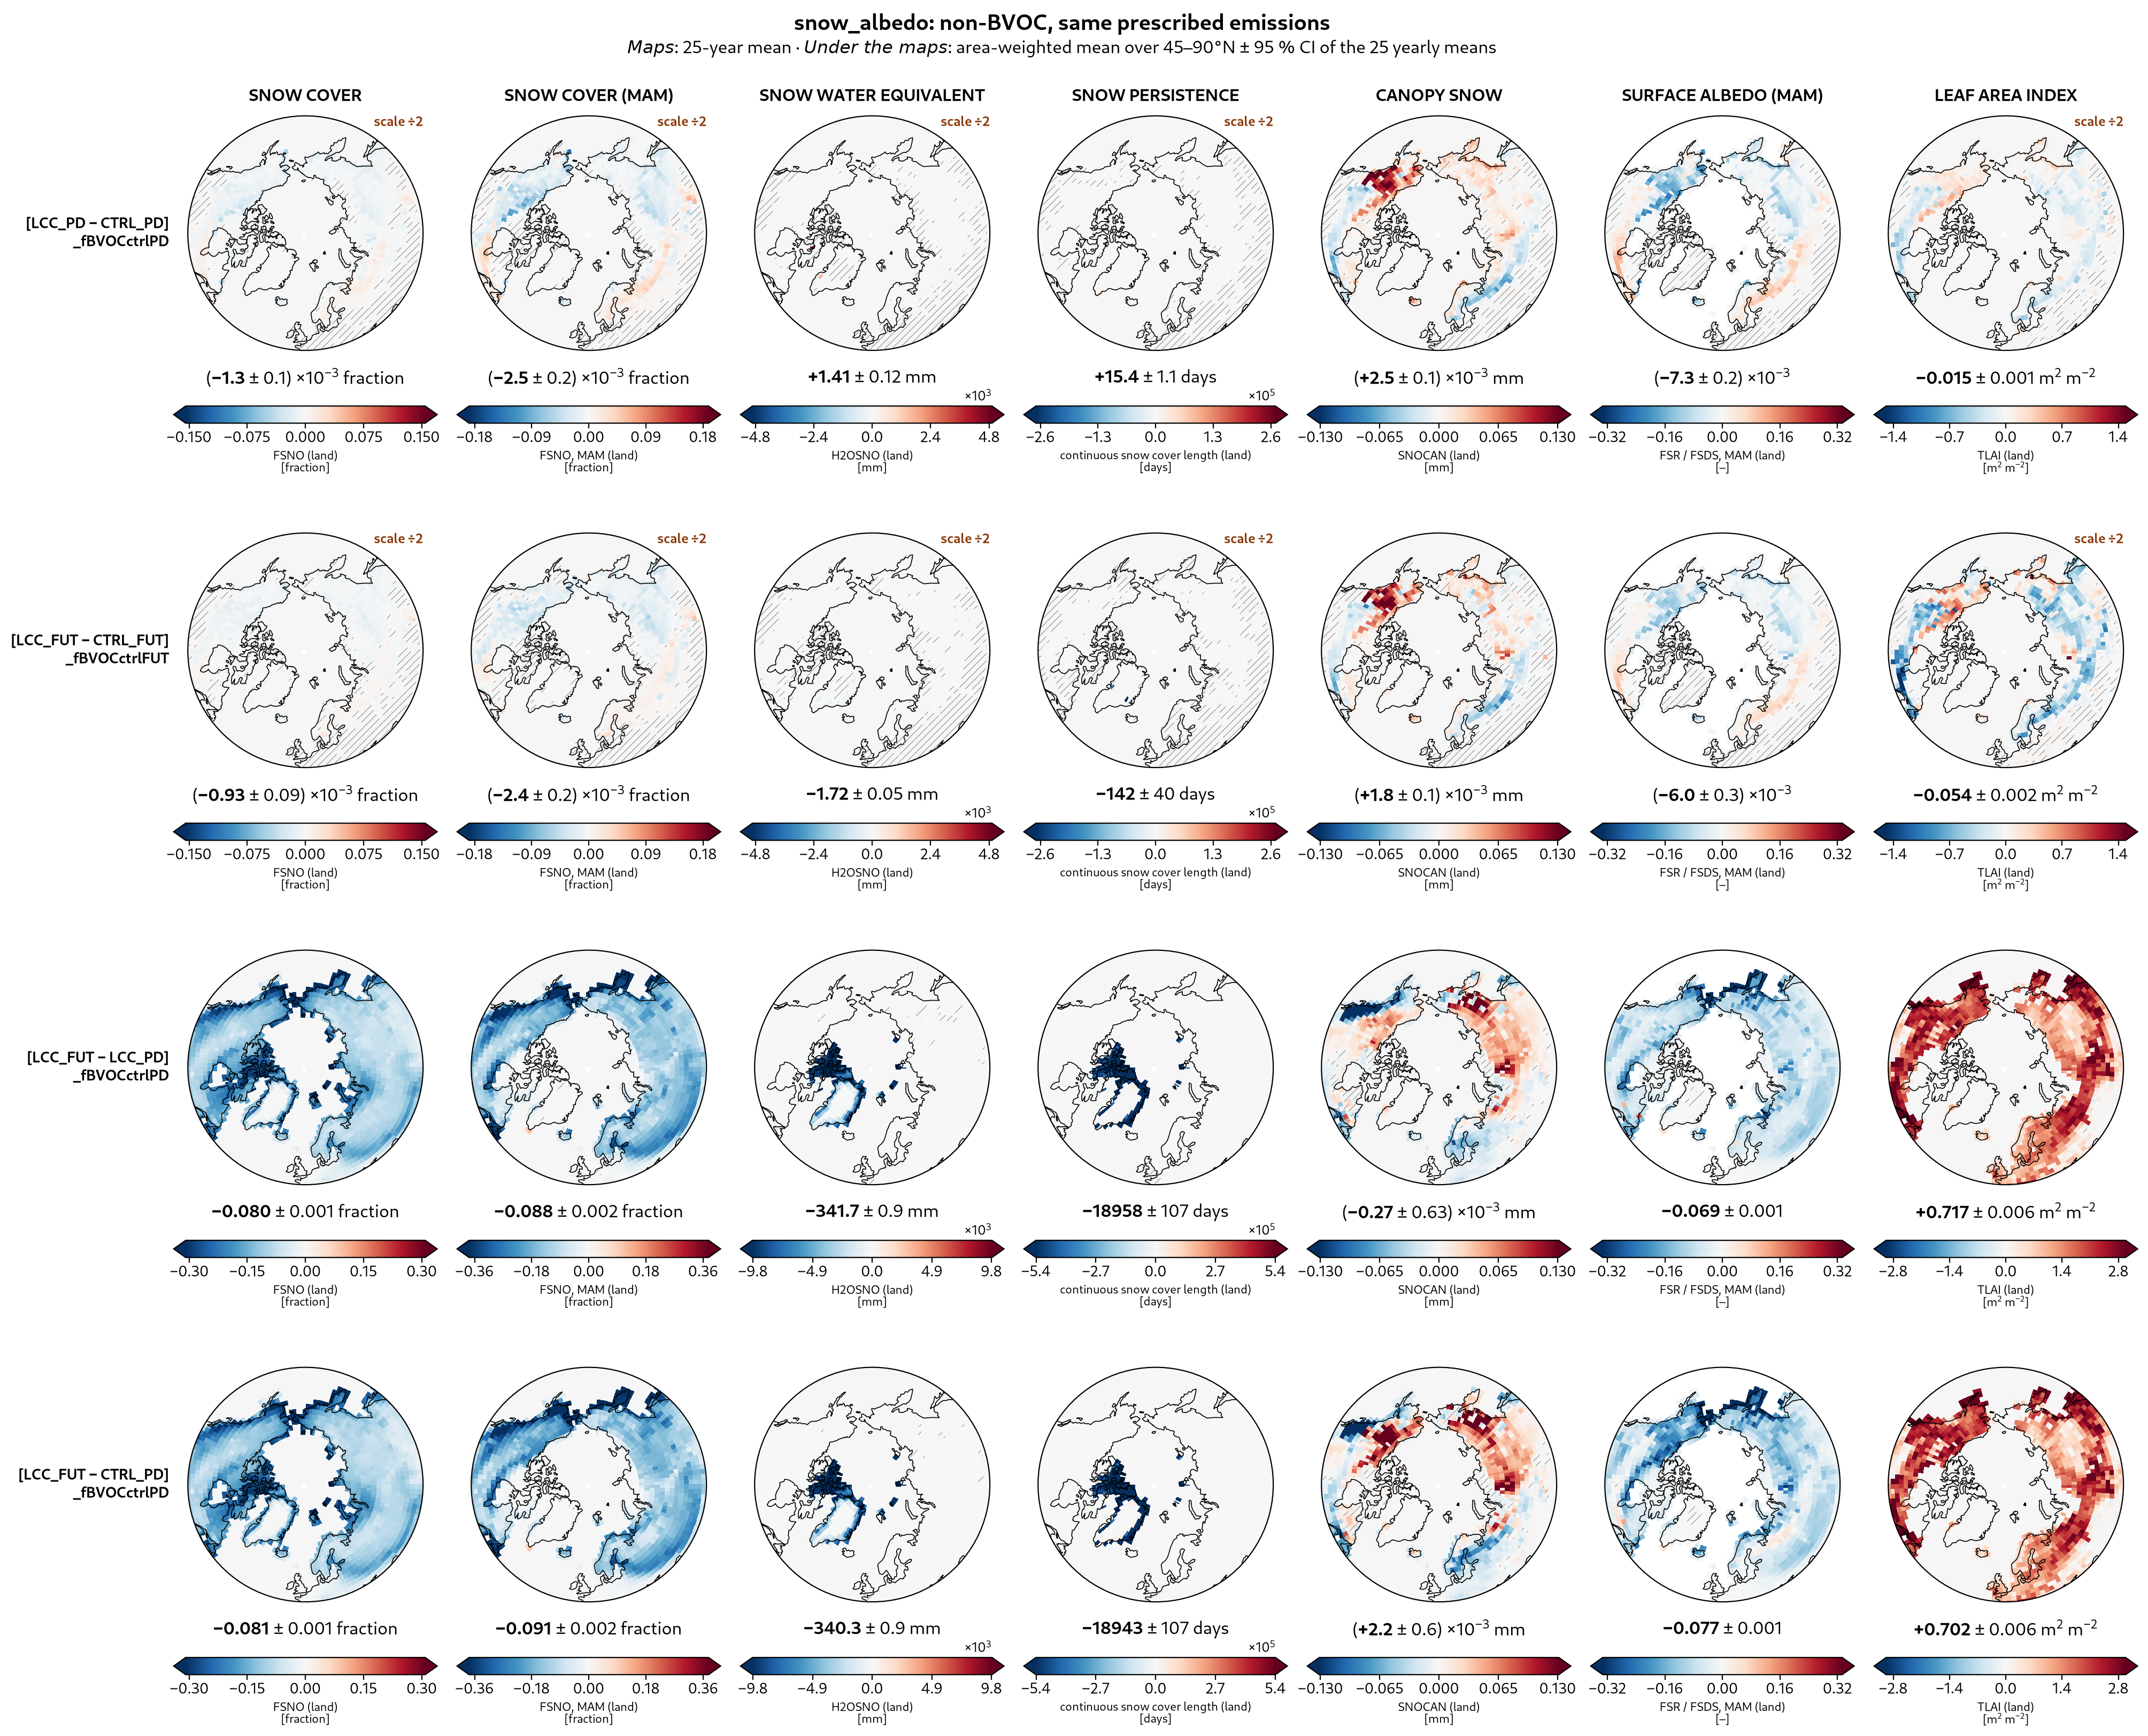 snow_albedo: non-BVOC, same prescribed emissions
Maps: 25-year mean · Under the maps: area-weighted mean over 45–90°N ± 95 % CI of the 25 yearly means
SNOW COVER SNOW COVER (MAM) SNOW WATER EQUIVALENT SNOW PERSISTENCE CANOPY SNOW SURFACE ALBEDO (MAM) LEAF AREA INDEX
scale ÷2 scale ÷2 scale ÷2 scale ÷2 scale ÷2
[LCC_PD − CTRL_PD]
_fBVOCctrlPD
(−1.3 ± 0.1) ×10⁻³ fraction (−2.5 ± 0.2) ×10⁻³ fraction +1.41 ± 0.12 mm +15.4 ± 1.1 days (+2.5 ± 0.1) ×10⁻³ mm (−7.3 ± 0.2) ×10⁻³ −0.015 ± 0.001 m² m⁻²
×10³ ×10⁵
−0.150 −0.075 0.000 0.075 0.150 −0.18 −0.09 0.00 0.09 0.18 −4.8 −2.4 0.0 2.4 4.8 −2.6 −1.3 0.0 1.3 2.6 −0.130 −0.065 0.000 0.065 0.130 −0.32 −0.16 0.00 0.16 0.32 −1.4 −0.7 0.0 0.7 1.4
FSNO (land) FSNO, MAM (land) H2OSNO (land) continuous snow cover length (land) SNOCAN (land) FSR / FSDS, MAM (land) TLAI (land)
[fraction] [fraction] [mm] [days] [mm] [–] [m² m⁻²]
scale ÷2 scale ÷2 scale ÷2 scale ÷2 scale ÷2
[LCC_FUT − CTRL_FUT]
_fBVOCctrlFUT
(−0.93 ± 0.09) ×10⁻³ fraction (−2.4 ± 0.2) ×10⁻³ fraction −1.72 ± 0.05 mm −142 ± 40 days (+1.8 ± 0.1) ×10⁻³ mm (−6.0 ± 0.3) ×10⁻³ −0.054 ± 0.002 m² m⁻²
×10³ ×10⁵
−0.150 −0.075 0.000 0.075 0.150 −0.18 −0.09 0.00 0.09 0.18 −4.8 −2.4 0.0 2.4 4.8 −2.6 −1.3 0.0 1.3 2.6 −0.130 −0.065 0.000 0.065 0.130 −0.32 −0.16 0.00 0.16 0.32 −1.4 −0.7 0.0 0.7 1.4
FSNO (land) FSNO, MAM (land) H2OSNO (land) continuous snow cover length (land) SNOCAN (land) FSR / FSDS, MAM (land) TLAI (land)
[fraction] [fraction] [mm] [days] [mm] [–] [m² m⁻²]
[LCC_FUT − LCC_PD]
_fBVOCctrlPD
−0.080 ± 0.001 fraction −0.088 ± 0.002 fraction −341.7 ± 0.9 mm −18958 ± 107 days (−0.27 ± 0.63) ×10⁻³ mm −0.069 ± 0.001 +0.717 ± 0.006 m² m⁻²
×10³ ×10⁵
−0.30 −0.15 0.00 0.15 0.30 −0.36 −0.18 0.00 0.18 0.36 −9.8 −4.9 0.0 4.9 9.8 −5.4 −2.7 0.0 2.7 5.4 −0.130 −0.065 0.000 0.065 0.130 −0.32 −0.16 0.00 0.16 0.32 −2.8 −1.4 0.0 1.4 2.8
FSNO (land) FSNO, MAM (land) H2OSNO (land) continuous snow cover length (land) SNOCAN (land) FSR / FSDS, MAM (land) TLAI (land)
[fraction] [fraction] [mm] [days] [mm] [–] [m² m⁻²]
[LCC_FUT − CTRL_PD]
_fBVOCctrlPD
−0.081 ± 0.001 fraction −0.091 ± 0.002 fraction −340.3 ± 0.9 mm −18943 ± 107 days (+2.2 ± 0.6) ×10⁻³ mm −0.077 ± 0.001 +0.702 ± 0.006 m² m⁻²
×10³ ×10⁵
−0.30 −0.15 0.00 0.15 0.30 −0.36 −0.18 0.00 0.18 0.36 −9.8 −4.9 0.0 4.9 9.8 −5.4 −2.7 0.0 2.7 5.4 −0.130 −0.065 0.000 0.065 0.130 −0.32 −0.16 0.00 0.16 0.32 −2.8 −1.4 0.0 1.4 2.8
FSNO (land) FSNO, MAM (land) H2OSNO (land) continuous snow cover length (land) SNOCAN (land) FSR / FSDS, MAM (land) TLAI (land)
[fraction] [fraction] [mm] [days] [mm] [–] [m² m⁻²]